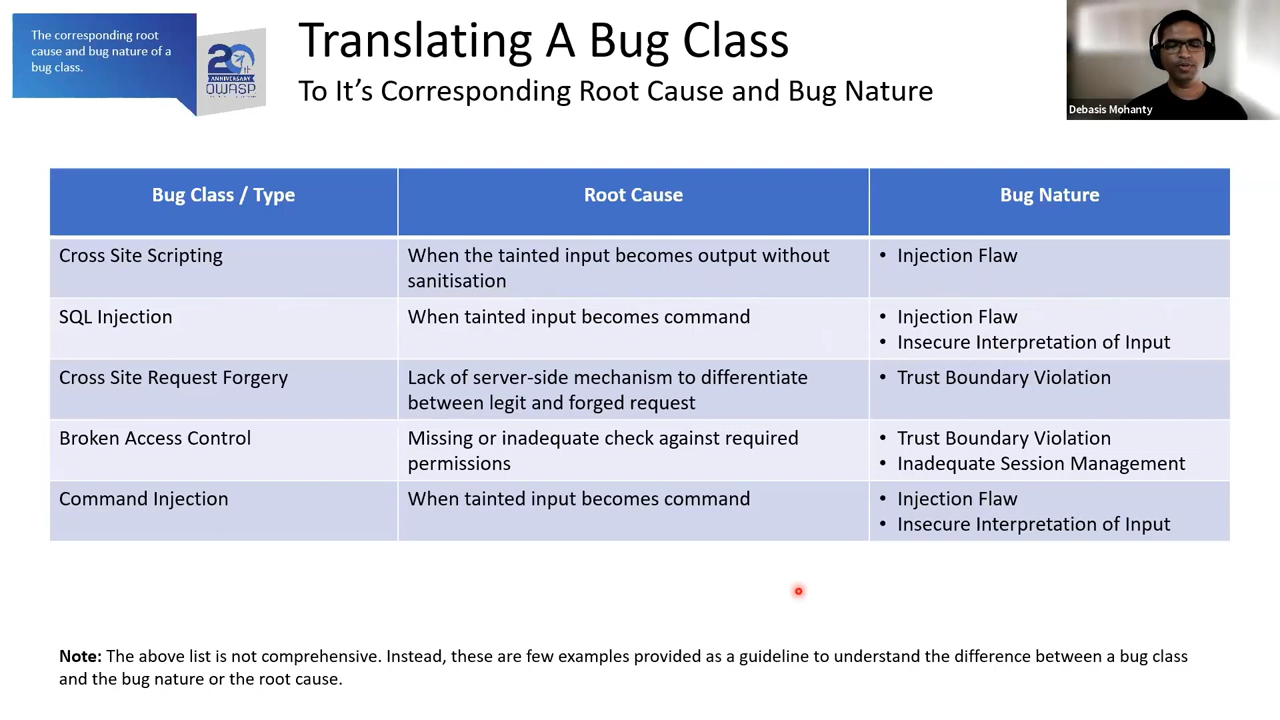 The corresponding root
cause and bug nature of a
bug class.
20
th
ANNIVERSARY
OWASP
Translating A Bug Class
To It’s Corresponding Root Cause and Bug Nature
Debasis Mohanty
Bug Class / Type
Root Cause
Bug Nature
Cross Site Scripting
When the tainted input becomes output without
sanitisation
• Injection Flaw
SQL Injection
When tainted input becomes command
• Injection Flaw
• Insecure Interpretation of Input
Cross Site Request Forgery
Lack of server-side mechanism to differentiate
between legit and forged request
• Trust Boundary Violation
Broken Access Control
Missing or inadequate check against required
permissions
• Trust Boundary Violation
• Inadequate Session Management
Command Injection
When tainted input becomes command
• Injection Flaw
• Insecure Interpretation of Input
Note: The above list is not comprehensive. Instead, these are few examples provided as a guideline to understand the difference between a bug class
and the bug nature or the root cause.